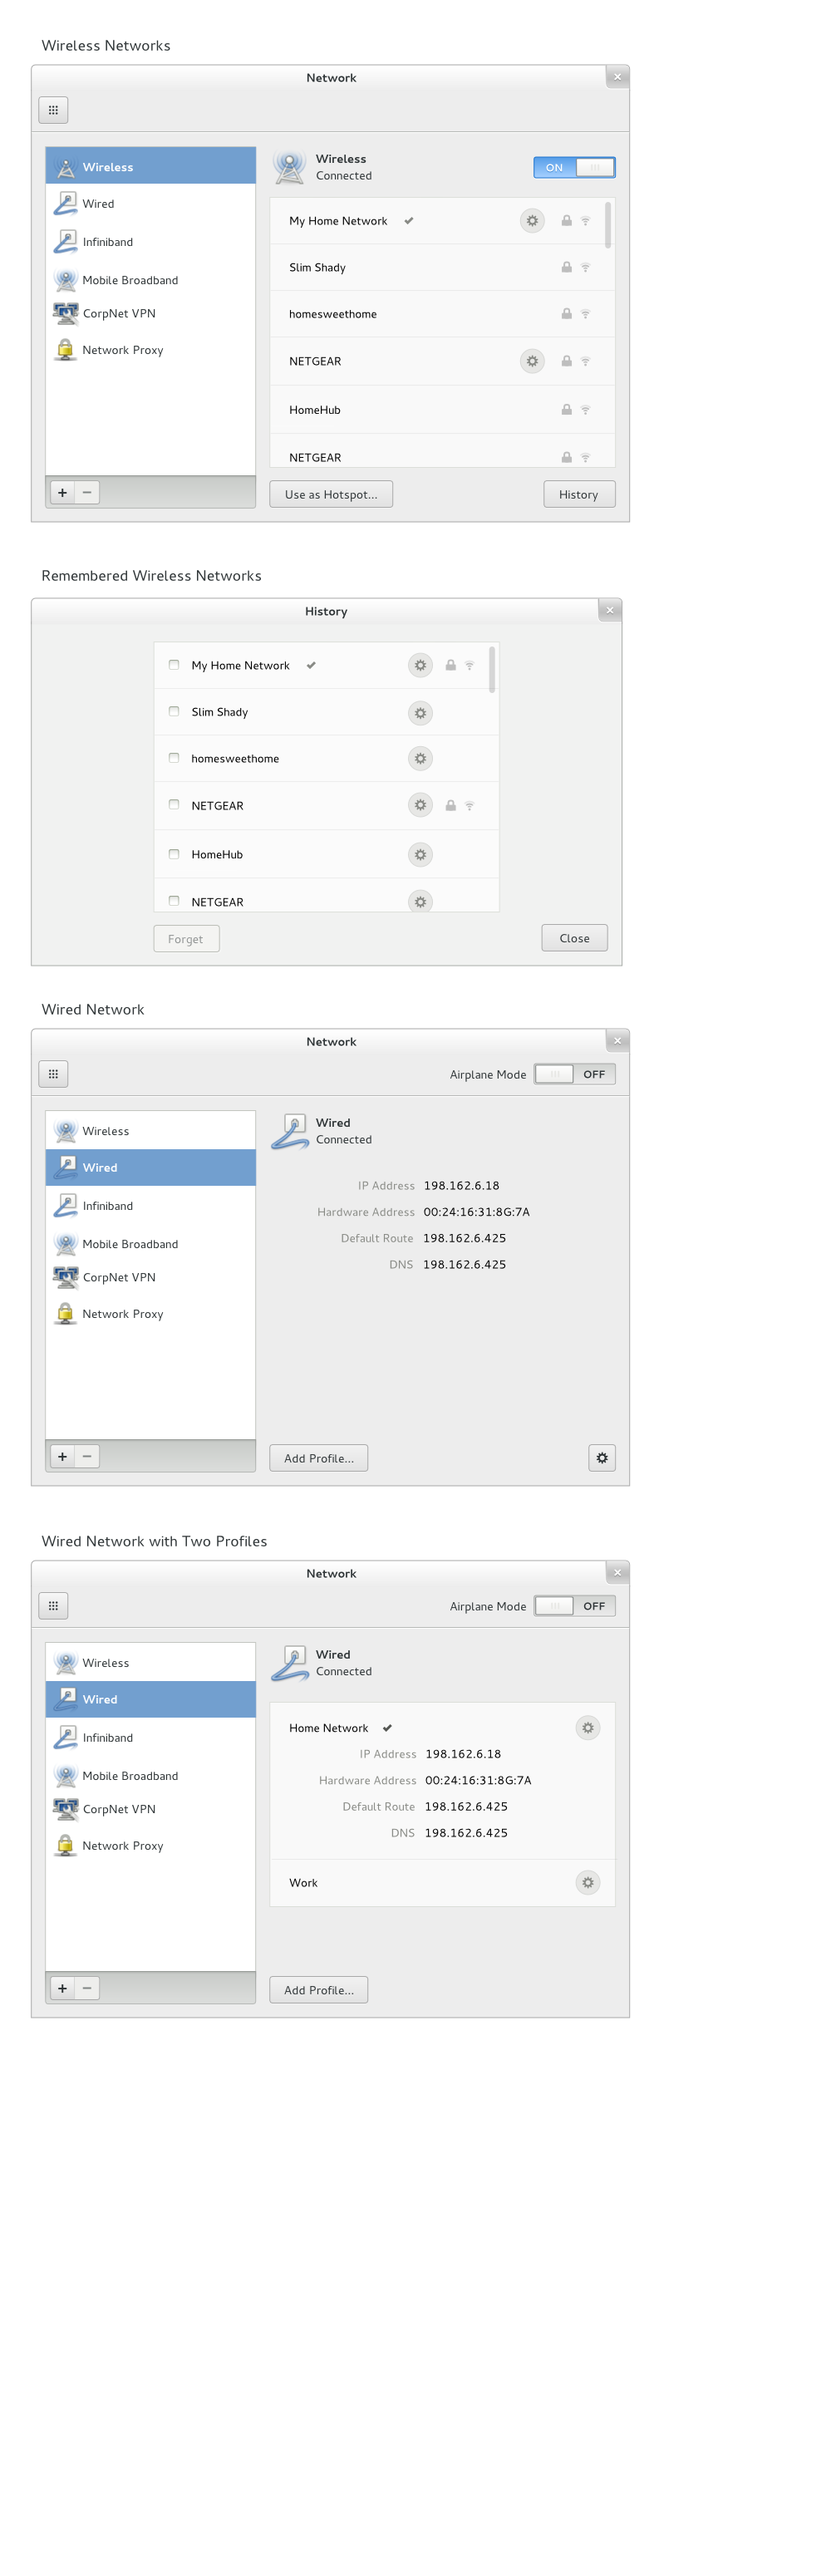 Wireless Networks
Network
Wireless
Wired
Infiniband
Mobile Broadband
CorpNet VPN
Network Proxy
Wireless
Connected
ON
My Home Network
Slim Shady
homesweethome
NETGEAR
HomeHub
NETGEAR
Use as Hotspot...
History
Remembered Wireless Networks
History
My Home Network
Slim Shady
homesweethome
NETGEAR
HomeHub
NETGEAR
Forget
Close
Wired Network
Network
Airplane Mode OFF
Wireless
Wired
Infiniband
Mobile Broadband
CorpNet VPN
Network Proxy
Wired
Connected
IP Address 198.162.6.18
Hardware Address 00:24:16:31:8G:7A
Default Route 198.162.6.425
DNS 198.162.6.425
Add Profile...
Wired Network with Two Profiles
Network
Airplane Mode OFF
Wireless
Wired
Infiniband
Mobile Broadband
CorpNet VPN
Network Proxy
Wired
Connected
Home Network
IP Address 198.162.6.18
Hardware Address 00:24:16:31:8G:7A
Default Route 198.162.6.425
DNS 198.162.6.425
Work
Add Profile...